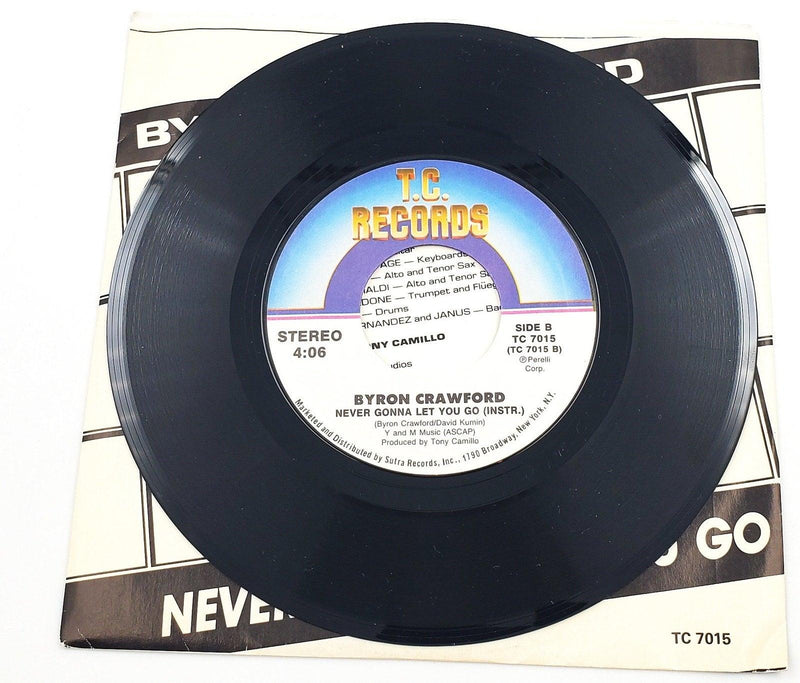 BY
D
T.C.
RECORDS
AGE — Keyboards
— Alto and Tenor Sax
ALDI — Alto and Tenor S
DONE — Trumpet and Flüeg
— Drums
RNANDEZ and JANUS — Ba
NY CAMILLO
dios
STEREO
4:06
SIDE B
TC 7015
(TC 7015 B)
℗Perelli
Corp.
BYRON CRAWFORD
NEVER GONNA LET YOU GO (INSTR.)
(Byron Crawford/David Kumin)
Y and M Music (ASCAP)
Produced by Tony Camillo
Marketed and Distributed by Sutra Records, Inc., 1790 Broadway, New York, N.Y.
GO
NEVE
TC 7015